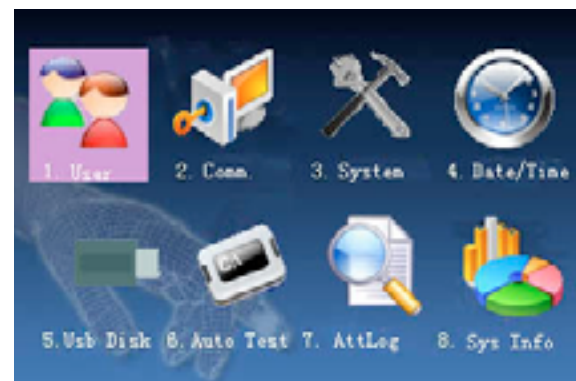 1. User
2. Comm.
3. System
4. Date/Time
5.Usb Disk
6.Auto Test
7. AttLog
8. Sys Info